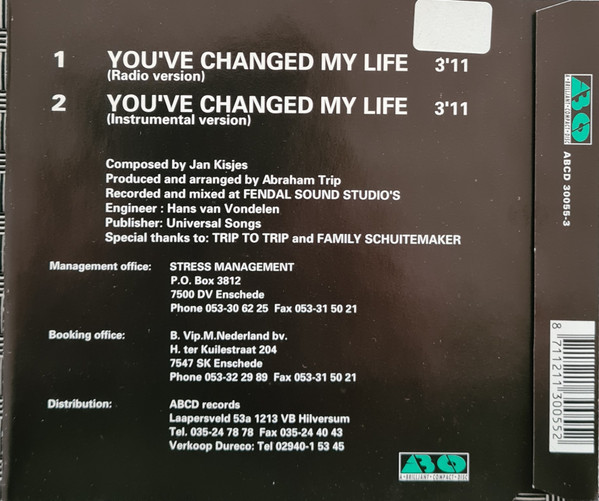 1 YOU'VE CHANGED MY LIFE 3'11
(Radio version)
2 YOU'VE CHANGED MY LIFE 3'11
(Instrumental version)
Composed by Jan Kisjes
Produced and arranged by Abraham Trip
Recorded and mixed at FENDAL SOUND STUDIO'S
Engineer : Hans van Vondelen
Publisher: Universal Songs
Special thanks to: TRIP TO TRIP and FAMILY SCHUITEMAKER
Management office: STRESS MANAGEMENT
P.O. Box 3812
7500 DV Enschede
Phone 053-30 62 25 Fax 053-31 50 21
Booking office: B. Vip.M.Nederland bv.
H. ter Kuilestraat 204
7547 SK Enschede
Phone 053-32 29 89 Fax 053-31 50 21
Distribution: ABCD records
Laapersveld 53a 1213 VB Hilversum
Tel. 035-24 78 78 Fax 035-24 40 43
Verkoop Dureco: Tel 02940-1 53 45
A•BRILLIANT•COMPACT•DISC
A•BRILLIANT•COMPACT•DISC
ABCD 30055-3
8 711211 300552